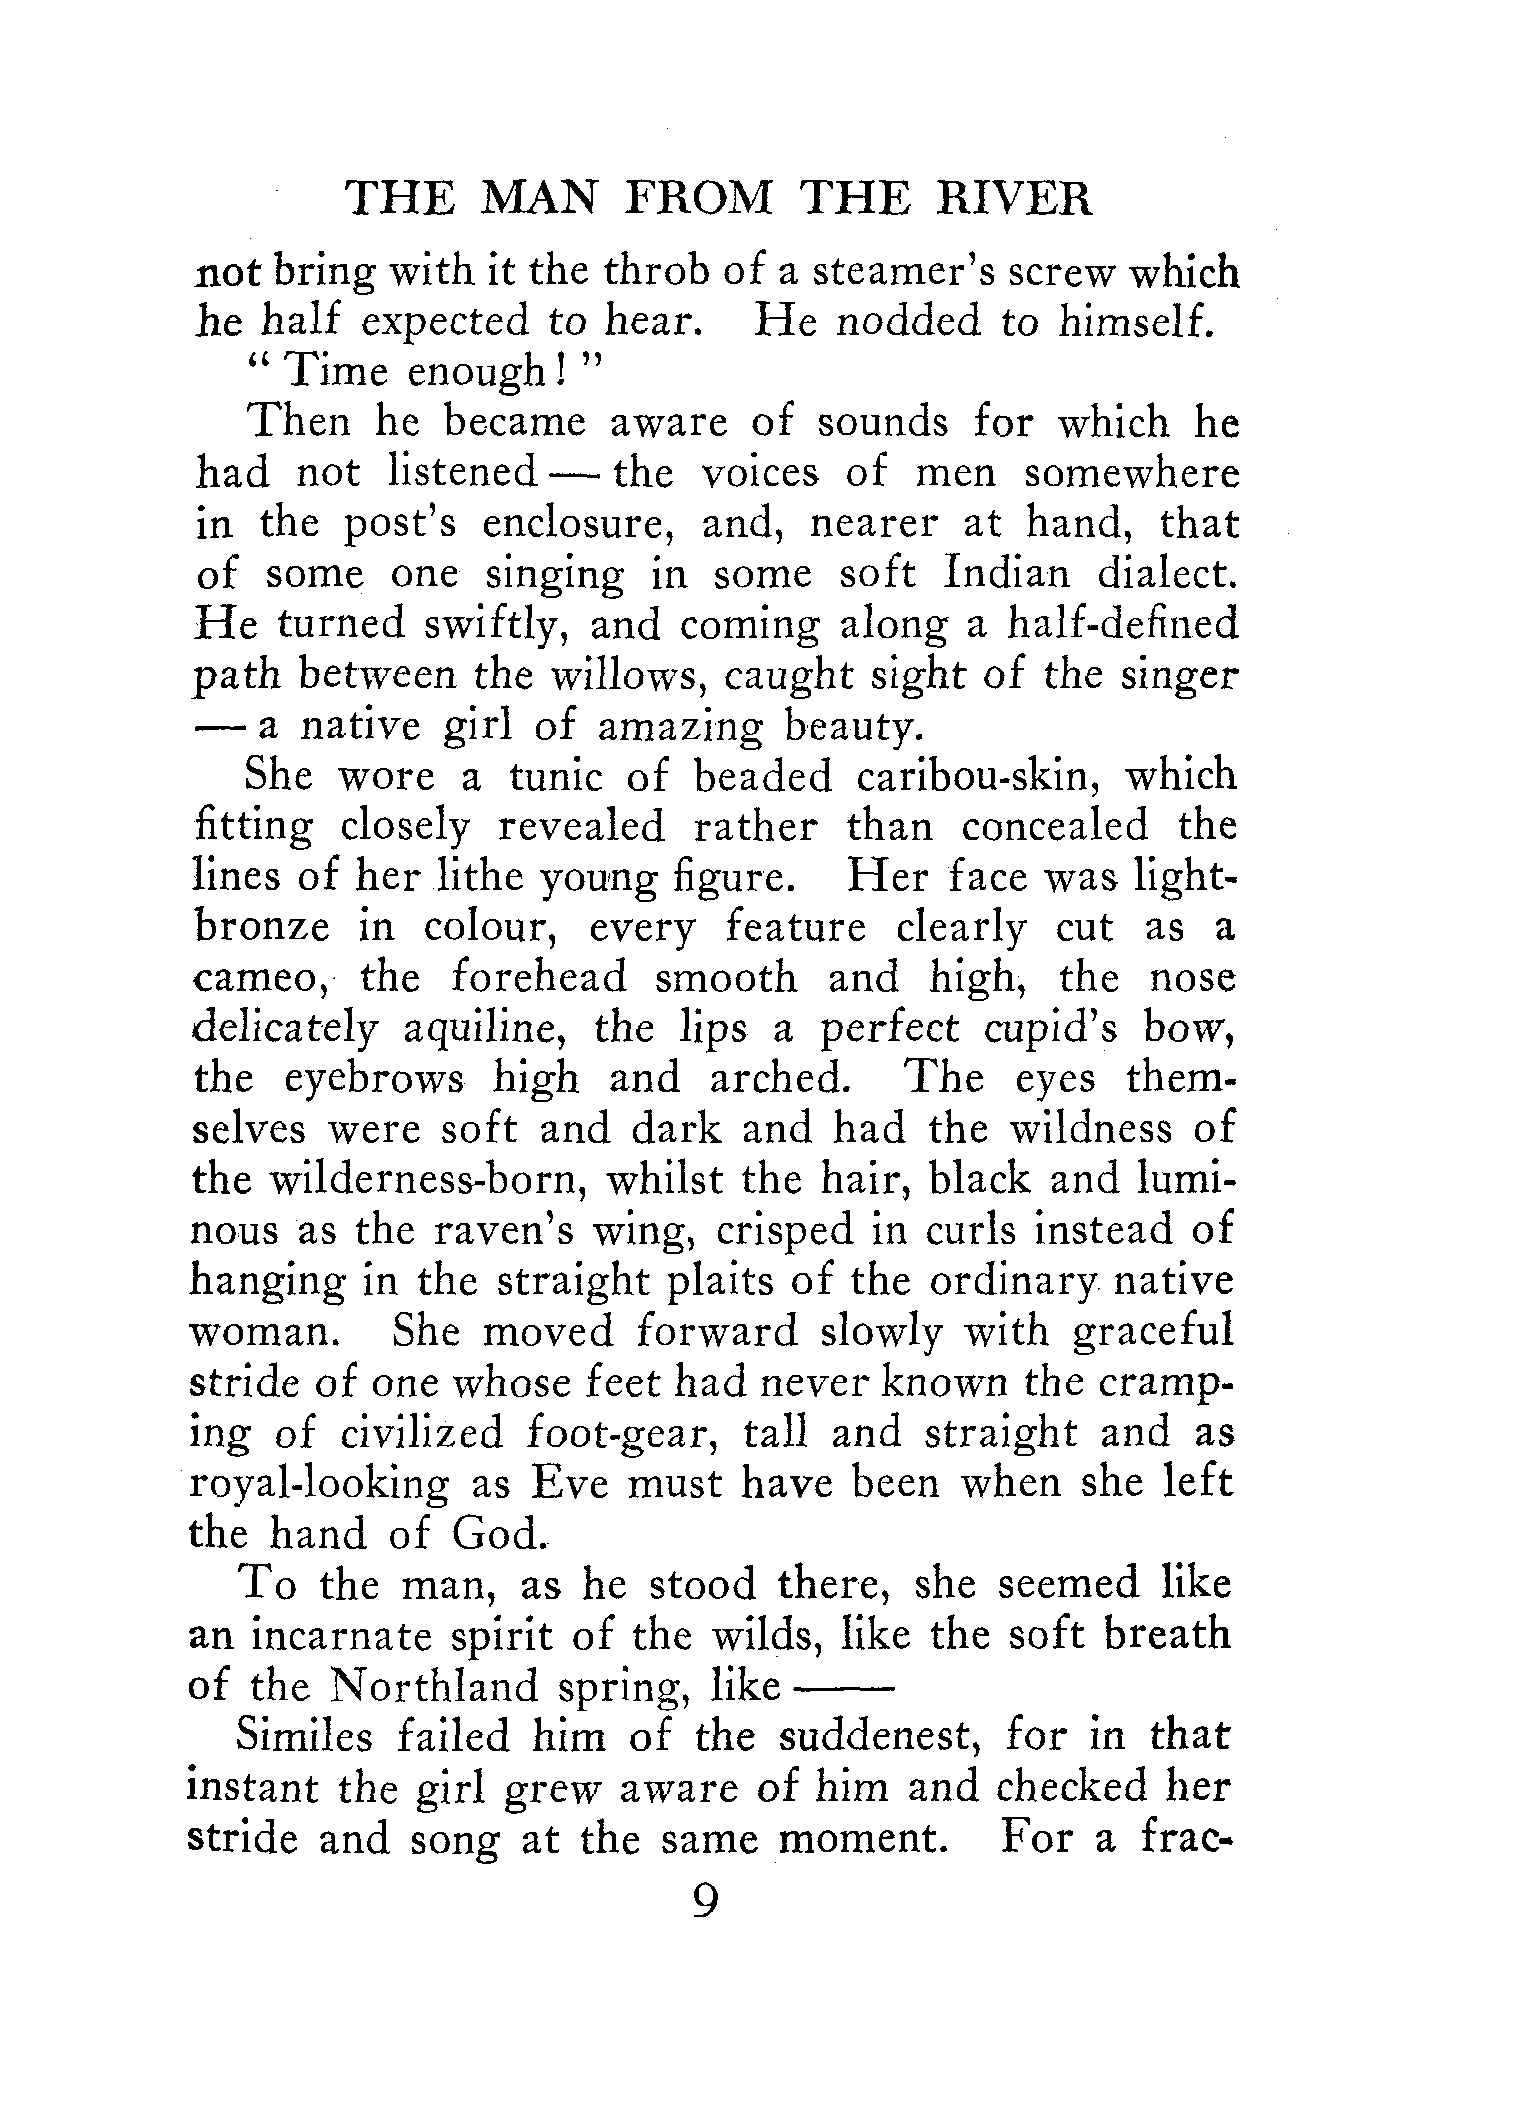 THE MAN FROM THE RIVER
not bring with it the throb of a steamer's screw which
he half expected to hear. He nodded to himself.
“ Time enough! ”
Then he became aware of sounds for which he
had not listened — the voices of men somewhere
in the post's enclosure, and, nearer at hand, that
of some one singing in some soft Indian dialect.
He turned swiftly, and coming along a half-defined
path between the willows, caught sight of the singer
— a native girl of amazing beauty.
She wore a tunic of beaded caribou-skin, which
fitting closely revealed rather than concealed the
lines of her lithe young figure. Her face was light-
bronze in colour, every feature clearly cut as a
cameo, the forehead smooth and high, the nose
delicately aquiline, the lips a perfect cupid's bow,
the eyebrows high and arched. The eyes them-
selves were soft and dark and had the wildness of
the wilderness-born, whilst the hair, black and lumi-
nous as the raven's wing, crisped in curls instead of
hanging in the straight plaits of the ordinary native
woman. She moved forward slowly with graceful
stride of one whose feet had never known the cramp-
ing of civilized foot-gear, tall and straight and as
royal-looking as Eve must have been when she left
the hand of God.
To the man, as he stood there, she seemed like
an incarnate spirit of the wilds, like the soft breath
of the Northland spring, like ——
Similes failed him of the suddenest, for in that
instant the girl grew aware of him and checked her
stride and song at the same moment. For a frac-
9